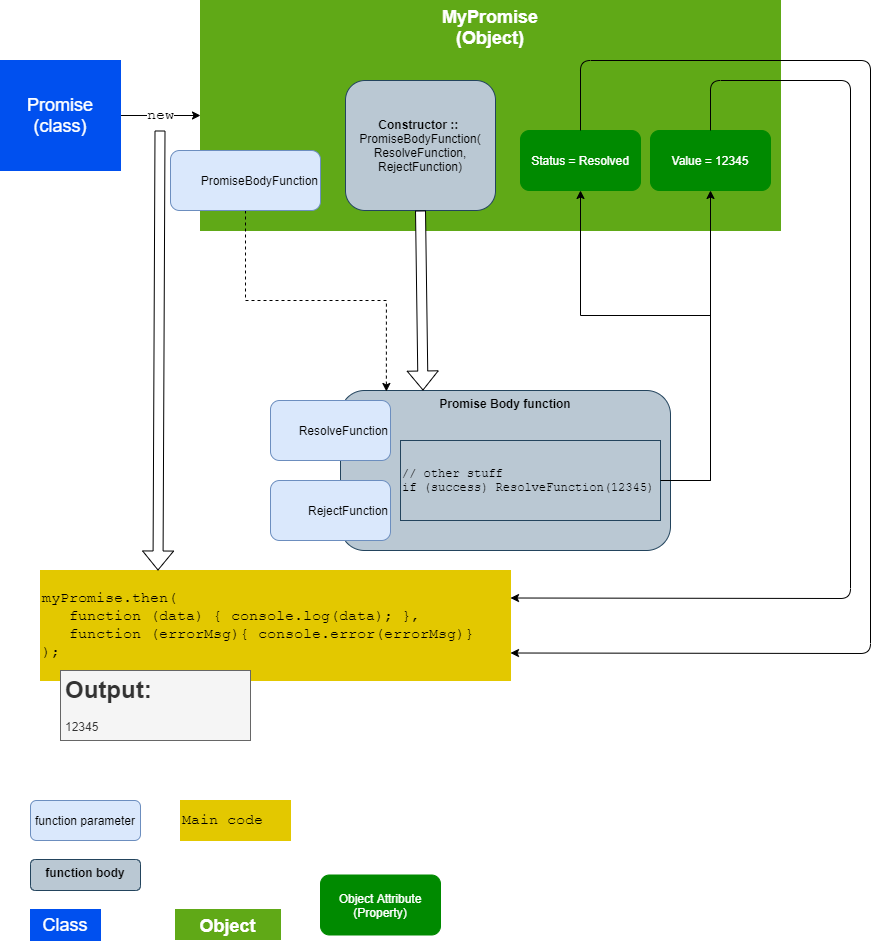 MyPromise
(Object)
Promise
(class)
new
Constructor ::
PromiseBodyFunction(
ResolveFunction,
RejectFunction)
Status = Resolved
Value = 12345
PromiseBodyFunction
Promise Body function
ResolveFunction
RejectFunction
// other stuff
if (success) ResolveFunction(12345)
myPromise.then(
function (data) { console.log(data); },
function (errorMsg){ console.error(errorMsg)}
);
Output:
12345
function parameter
Main code
function body
Class
Object
Object Attribute
(Property)